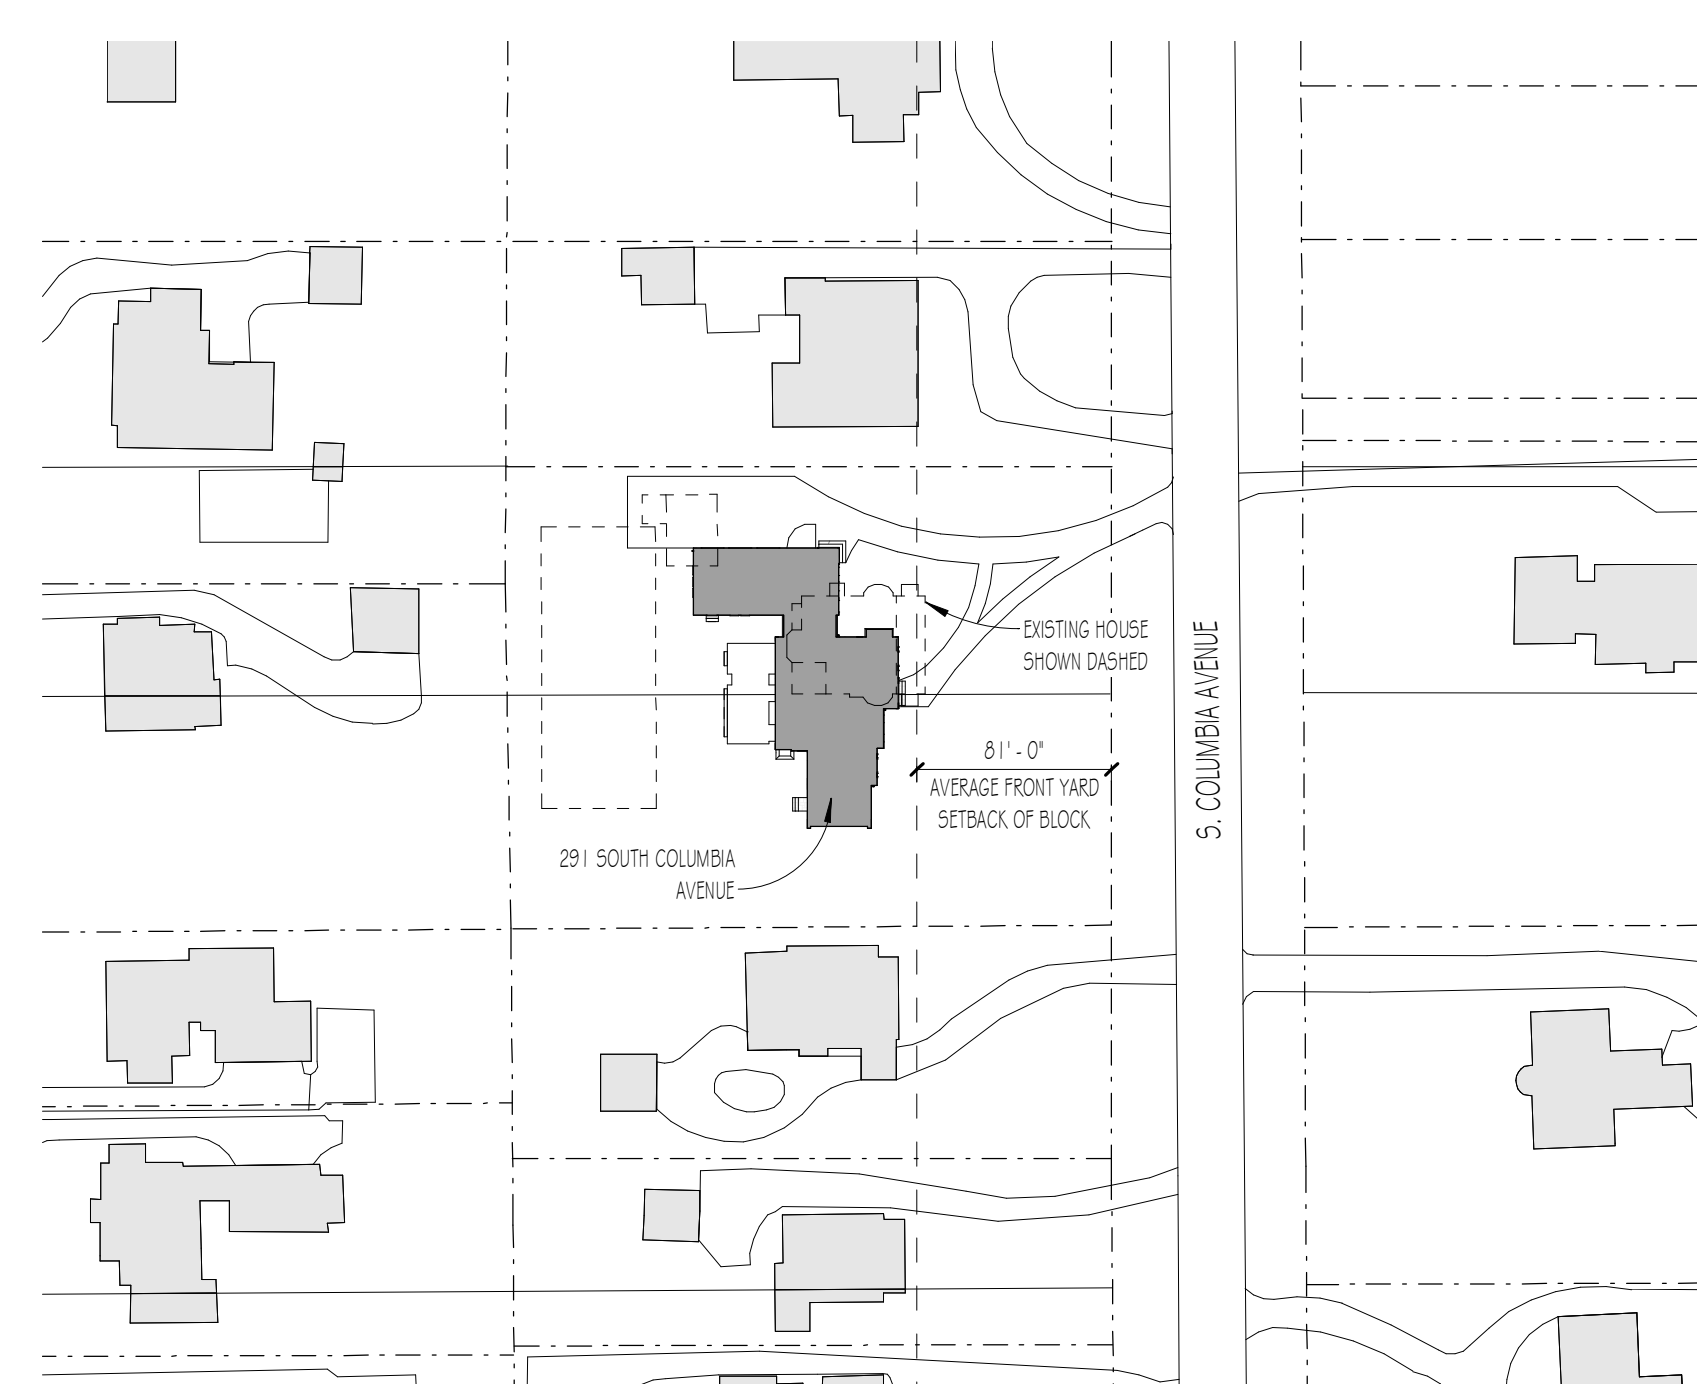 EXISTING HOUSE
SHOWN DASHED
S. COLUMBIA AVENUE
81' - 0"
AVERAGE FRONT YARD
SETBACK OF BLOCK
291 SOUTH COLUMBIA
AVENUE